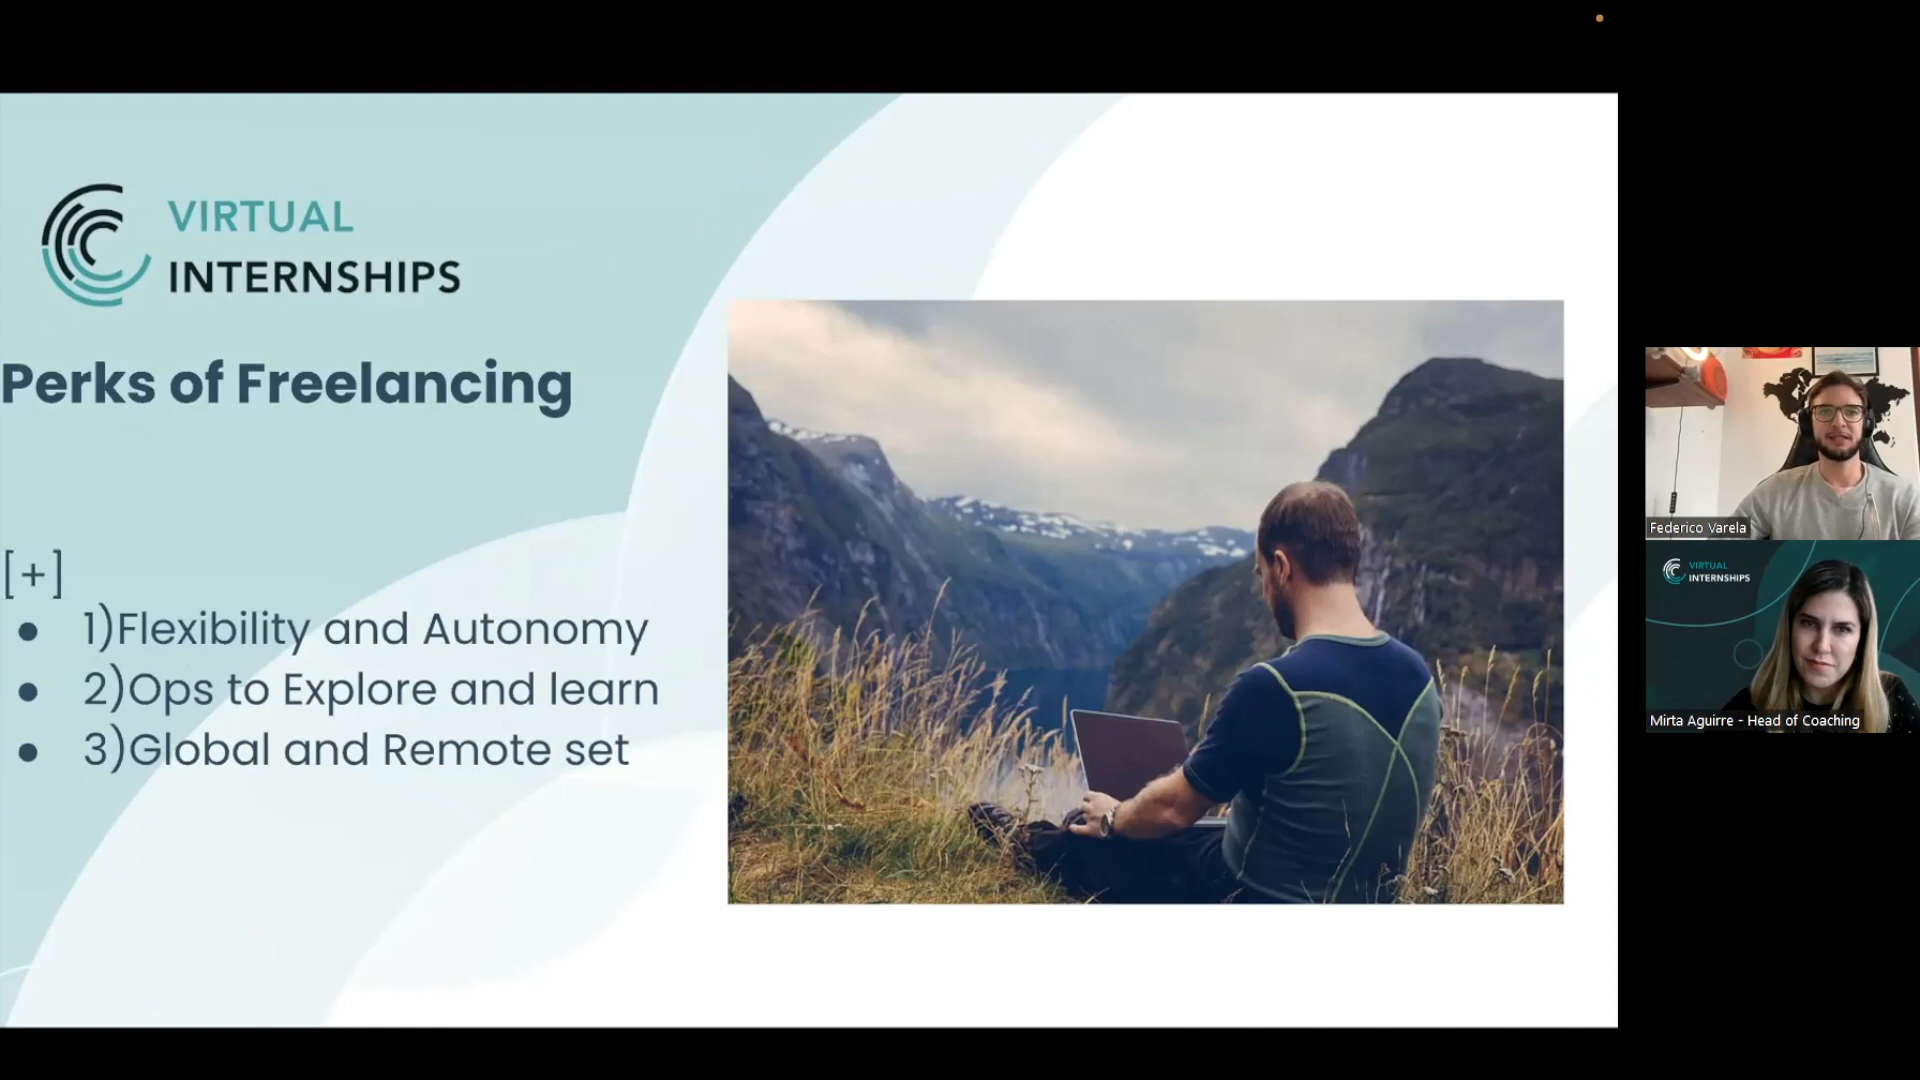 VIRTUAL
INTERNSHIPS
Perks of Freelancing
[+]
● 1)Flexibility and Autonomy
● 2)Ops to Explore and learn
● 3)Global and Remote set
Federico Varela
VIRTUAL
INTERNSHIPS
Mirta Aguirre - Head of Coaching